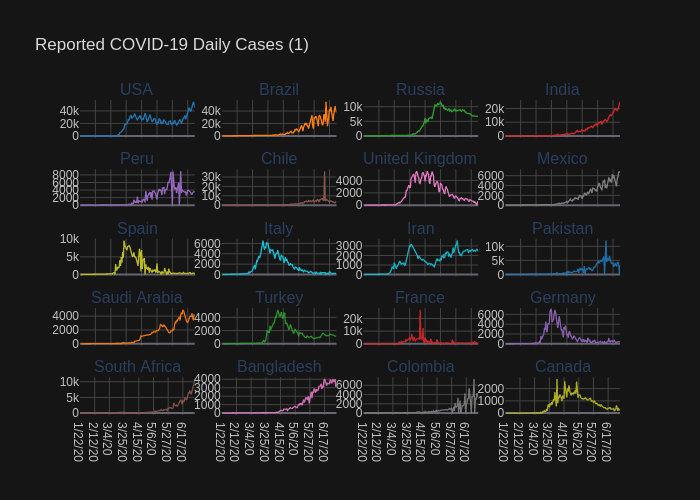 Reported COVID-19 Daily Cases (1)
USA
Brazil
Russia
India
40k
20k
0
40k
20k
0
10k
5k
0
20k
10k
0
Peru
Chile
United Kingdom
Mexico
8000
6000
4000
2000
0
30k
20k
10k
0
4000
2000
0
6000
4000
2000
0
Spain
Italy
Iran
Pakistan
10k
5k
0
6000
4000
2000
0
3000
2000
1000
0
10k
5k
0
Saudi Arabia
Turkey
France
Germany
4000
2000
0
4000
2000
0
20k
10k
0
6000
4000
2000
0
South Africa
Bangladesh
Colombia
Canada
10k
5k
0
4000
3000
2000
1000
0
6000
4000
2000
0
2000
1000
0
1/22/20
2/12/20
3/4/20
3/25/20
4/15/20
5/6/20
5/27/20
6/17/20
1/22/20
2/12/20
3/4/20
3/25/20
4/15/20
5/6/20
5/27/20
6/17/20
1/22/20
2/12/20
3/4/20
3/25/20
4/15/20
5/6/20
5/27/20
6/17/20
1/22/20
2/12/20
3/4/20
3/25/20
4/15/20
5/6/20
5/27/20
6/17/20